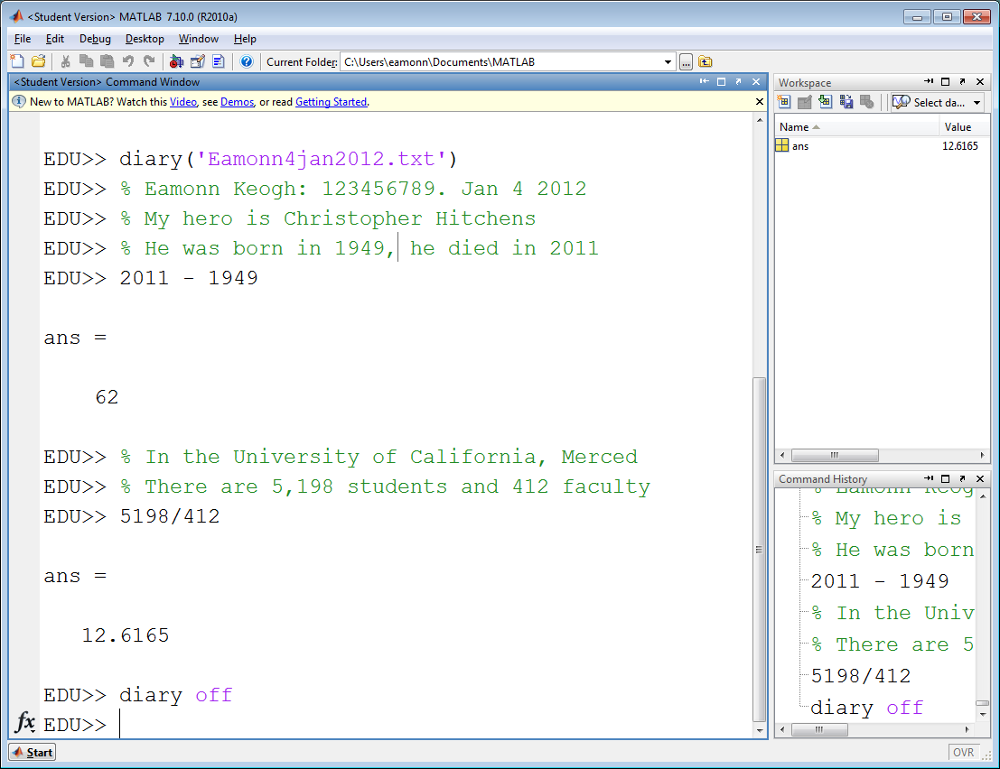 <Student Version> MATLAB 7.10.0 (R2010a)
File Edit Debug Desktop Window Help
Current Folder: C:\Users\eamonn\Documents\MATLAB ...
<Student Version> Command Window
New to MATLAB? Watch this Video, see Demos, or read Getting Started.
EDU>> diary('Eamonn4jan2012.txt')
EDU>> % Eamonn Keogh: 123456789. Jan 4 2012
EDU>> % My hero is Christopher Hitchens
EDU>> % He was born in 1949, he died in 2011
EDU>> 2011 - 1949
ans =
62
EDU>> % In the University of California, Merced
EDU>> % There are 5,198 students and 412 faculty
EDU>> 5198/412
ans =
12.6165
EDU>> diary off
fx EDU>>
Workspace
Select da...
Name Value
ans 12.6165
Command History
% Eamonn Keog
% My hero is
% He was born
2011 - 1949
% In the Univ
% There are 5
5198/412
diary off
Start
OVR